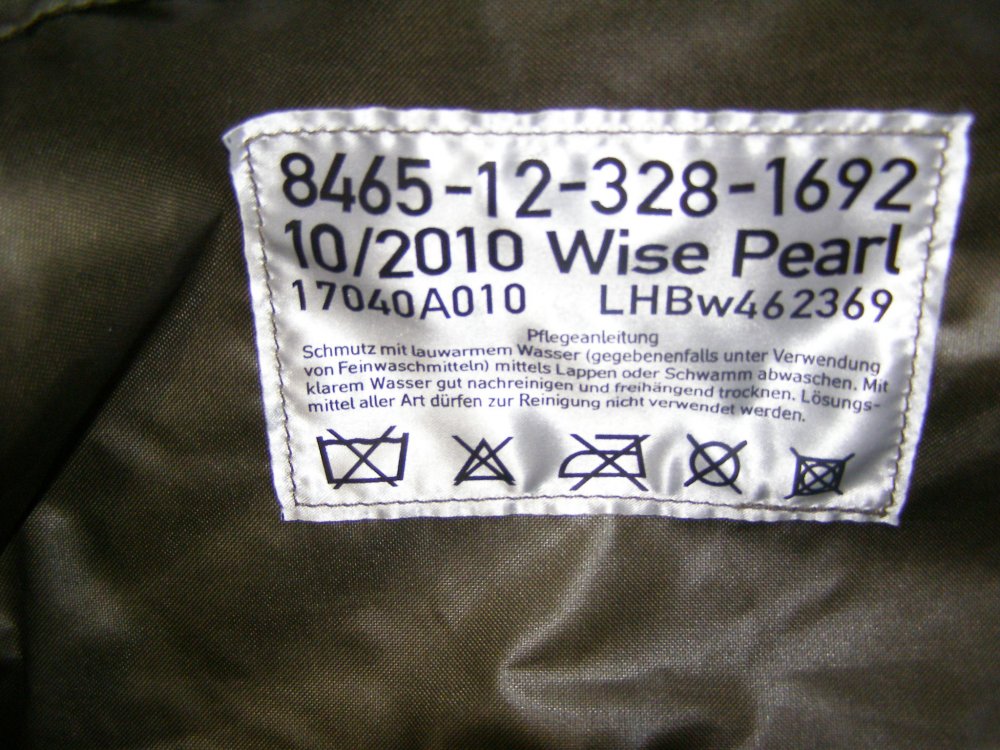 8465-12-328-1692
10/2010 Wise Pearl
17040A010 LHBw462369
Pflegeanleitung
Schmutz mit lauwarmem Wasser (gegebenenfalls unter Verwendung
von Feinwaschmitteln) mittels Lappen oder Schwamm abwaschen. Mit
klarem Wasser gut nachreinigen und freihängend trocknen. Lösungs-
mittel aller Art dürfen zur Reinigung nicht verwendet werden.